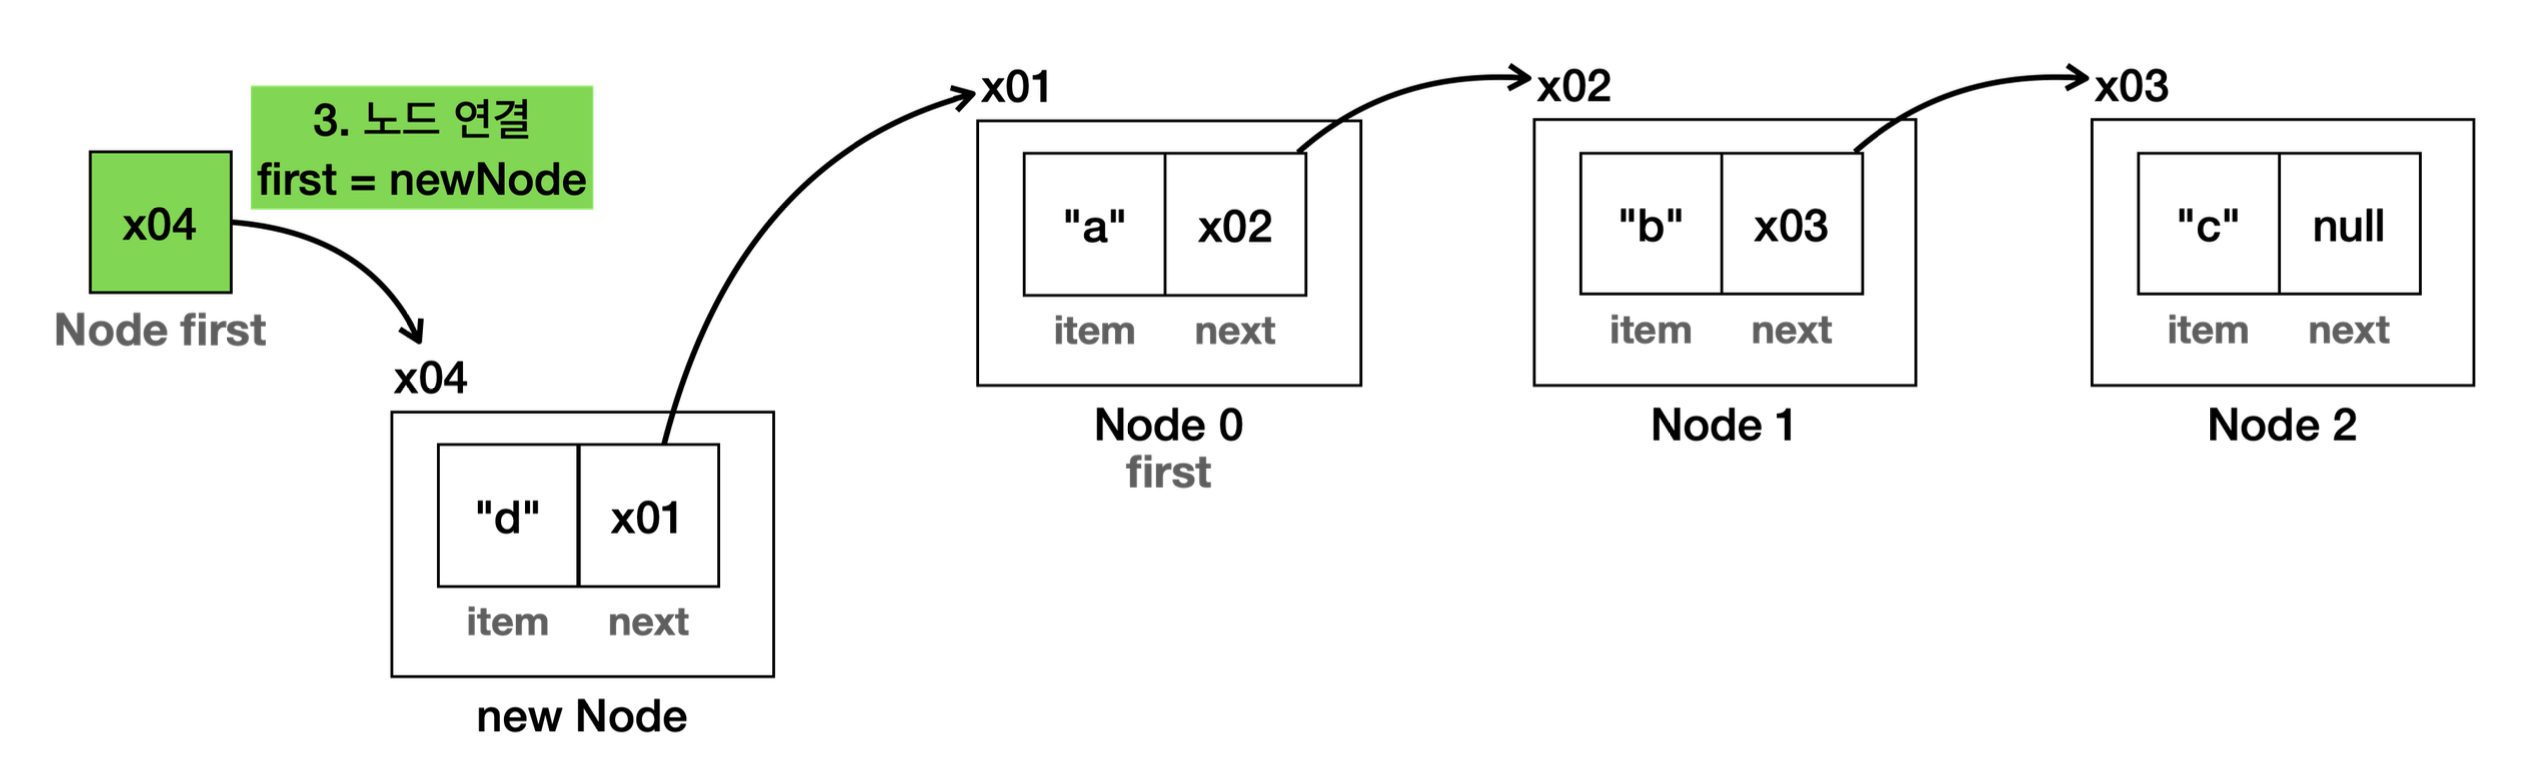 3. 노드 연결
first = newNode
x04
Node first
x04
"d" x01
item next
new Node
x01
"a" x02
item next
Node 0
first
x02
"b" x03
item next
Node 1
x03
"c" null
item next
Node 2